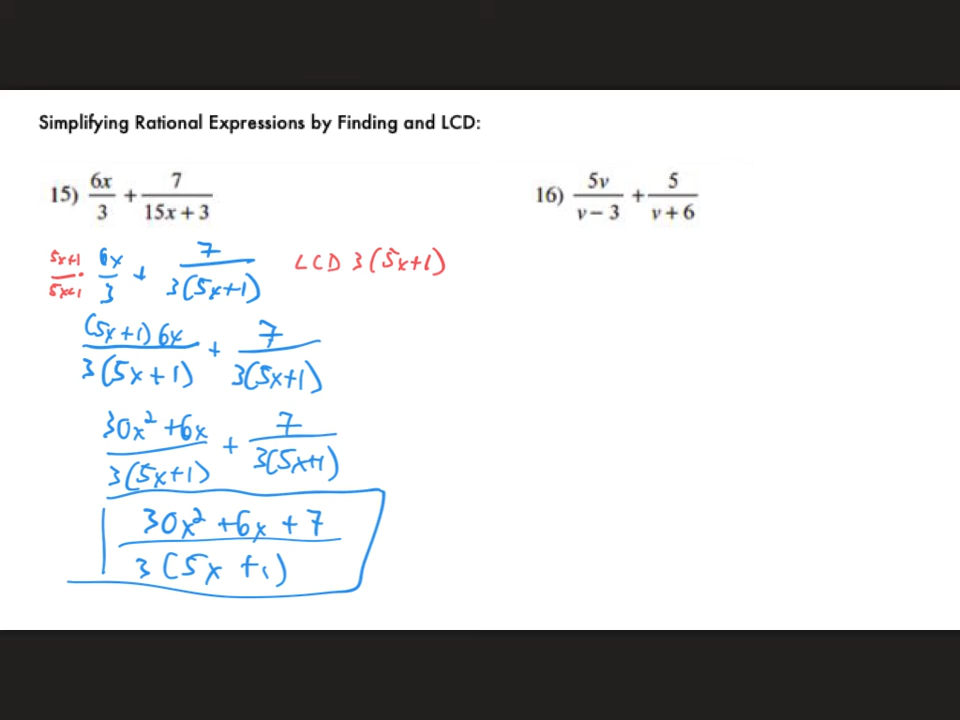 Simplifying Rational Expressions by Finding and LCD:
15) 6x/3 + 7/(15x + 3)
5x+1/5x+1 · 6x/3 + 7/3(5x+1) LCD 3(5x+1)
(5x+1)6x/3(5x+1) + 7/3(5x+1)
30x² + 6x/3(5x+1) + 7/3(5x+1)
30x² + 6x + 7/3(5x+1)
16) 5v/(v − 3) + 5/(v + 6)